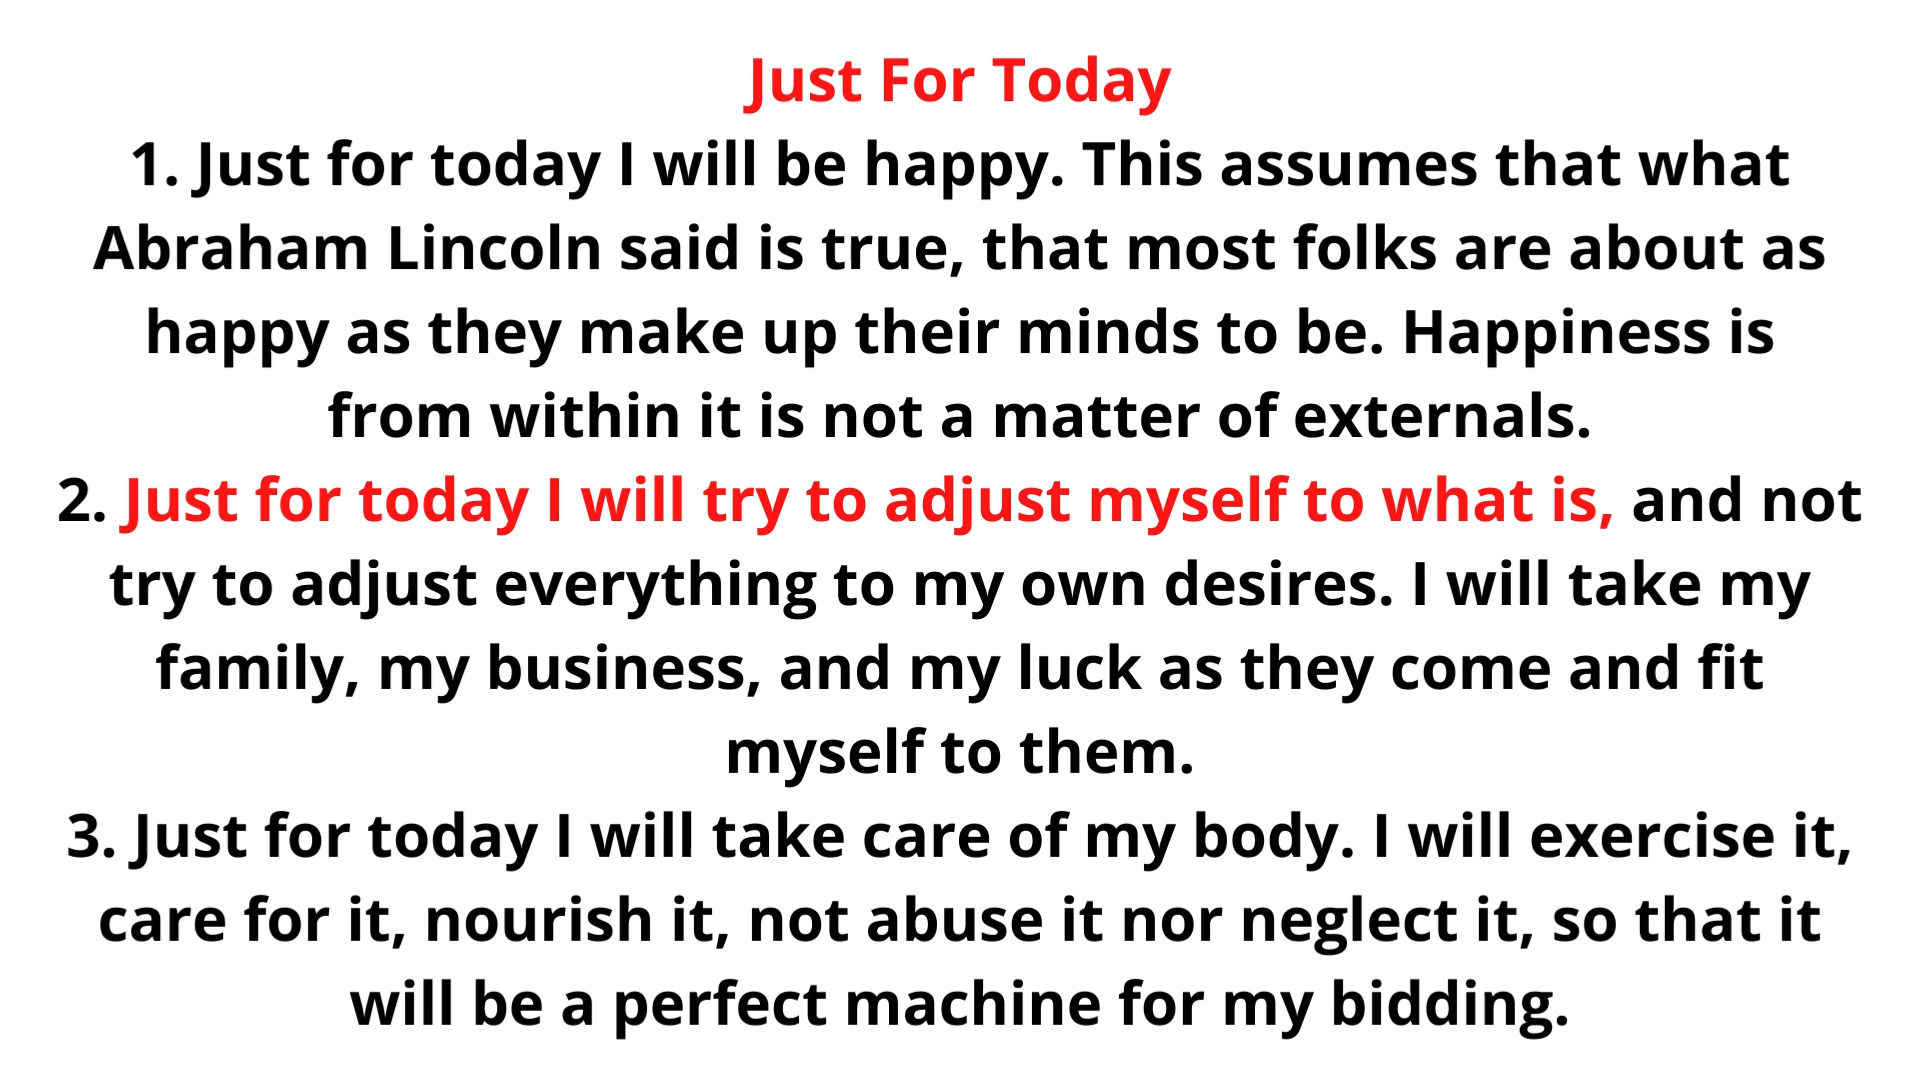 Just For Today
1. Just for today I will be happy. This assumes that what
Abraham Lincoln said is true, that most folks are about as
happy as they make up their minds to be. Happiness is
from within it is not a matter of externals.
2. Just for today I will try to adjust myself to what is, and not
try to adjust everything to my own desires. I will take my
family, my business, and my luck as they come and fit
myself to them.
3. Just for today I will take care of my body. I will exercise it,
care for it, nourish it, not abuse it nor neglect it, so that it
will be a perfect machine for my bidding.